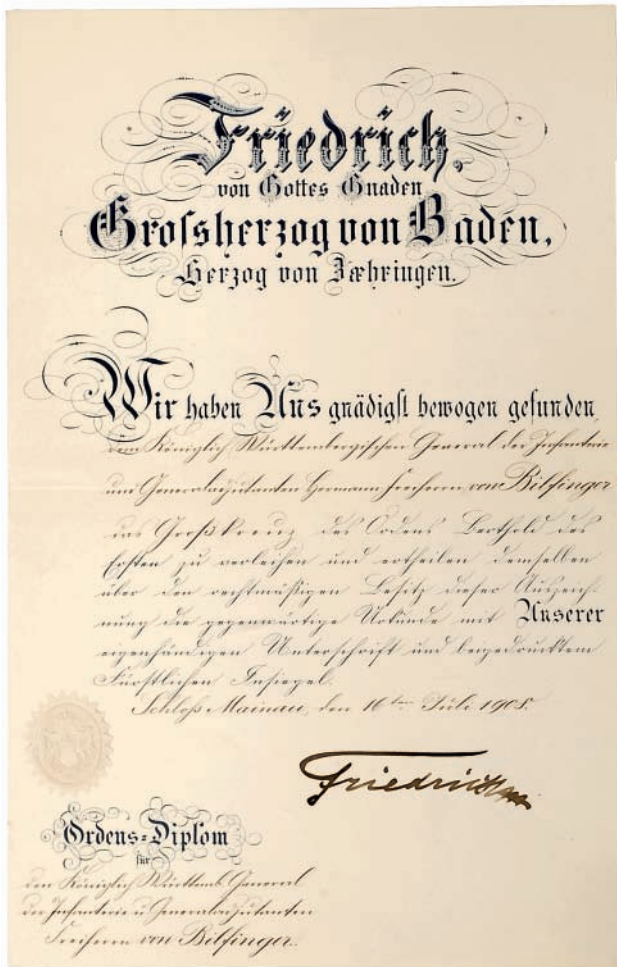 Friedrich,
von Gottes Gnaden
Grossherzog von Baden,
Herzog von Zæhringen.
Wir haben Uns gnädigst bewogen gefunden,
dem Königlich Württembergischen General der Infanterie
und Generaladjutanten Hermann Freiherrn von Bilfinger
das Großkreuz des Ordens Berthold des
Ersten zu verleihen und ertheilen demselben
über den rechtmäßigen Besitz dieser Auszeich-
nung die gegenwärtige Urkunde mit Unserer
eigenhändigen Unterschrift und beigedrucktem
Fürstlichen Insiegel.
Schloß Mainau, den 16ten Juli 1905.
Friedrich
Ordens-Diplom
für
den Königlich Württemb. General
der Infanterie u. Generaladjutanten
Freiherrn von Bilfinger.